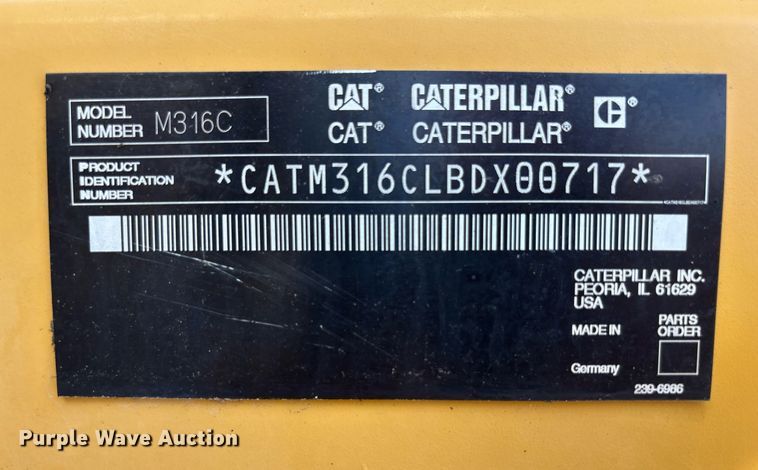 MODEL NUMBER M316C
CAT® CATERPILLAR® C®
CAT® CATERPILLAR®
PRODUCT IDENTIFICATION NUMBER *CATM316CLBDX00717*
CATERPILLAR INC.
PEORIA, IL 61629
USA
MADE IN PARTS ORDER
Germany
239-6986
Purple Wave Auction